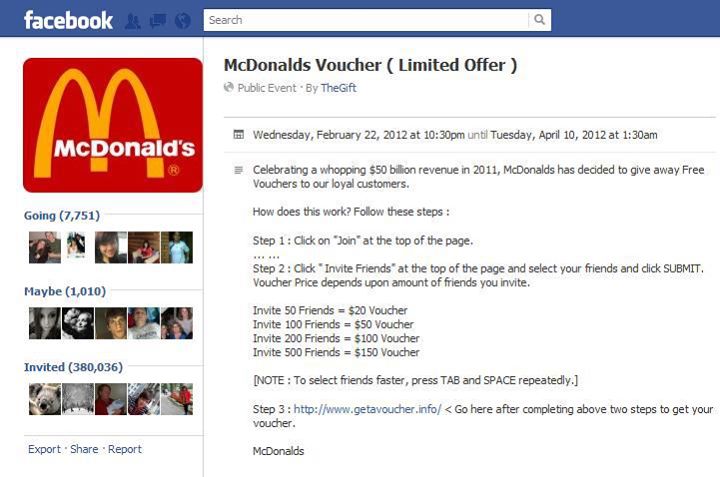 facebook
Search
McDonald's
®
McDonalds Voucher ( Limited Offer )
Public Event · By TheGift
Wednesday, February 22, 2012 at 10:30pm until Tuesday, April 10, 2012 at 1:30am
Celebrating a whopping $50 billion revenue in 2011, McDonalds has decided to give away Free
Vouchers to our loyal customers.
How does this work? Follow these steps :
Step 1 : Click on "Join" at the top of the page.
... ...
Step 2 : Click " Invite Friends" at the top of the page and select your friends and click SUBMIT.
Voucher Price depends upon amount of friends you invite.
Invite 50 Friends = $20 Voucher
Invite 100 Friends = $50 Voucher
Invite 200 Friends = $100 Voucher
Invite 500 Friends = $150 Voucher
[NOTE : To select friends faster, press TAB and SPACE repeatedly.]
Step 3 : http://www.getavoucher.info/ < Go here after completing above two steps to get your
voucher.
McDonalds
Going (7,751)
Maybe (1,010)
Invited (380,036)
Export · Share · Report